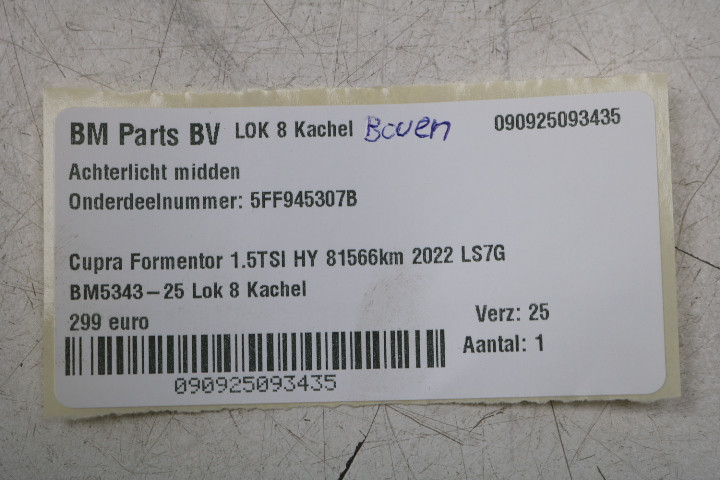 BM Parts BV LOK 8 Kachel Boven 090925093435
Achterlicht midden
Onderdeelnummer: 5FF945307B
Cupra Formentor 1.5TSI HY 81566km 2022 LS7G
BM5343-25 Lok 8 Kachel
299 euro Verz: 25
Aantal: 1
090925093435